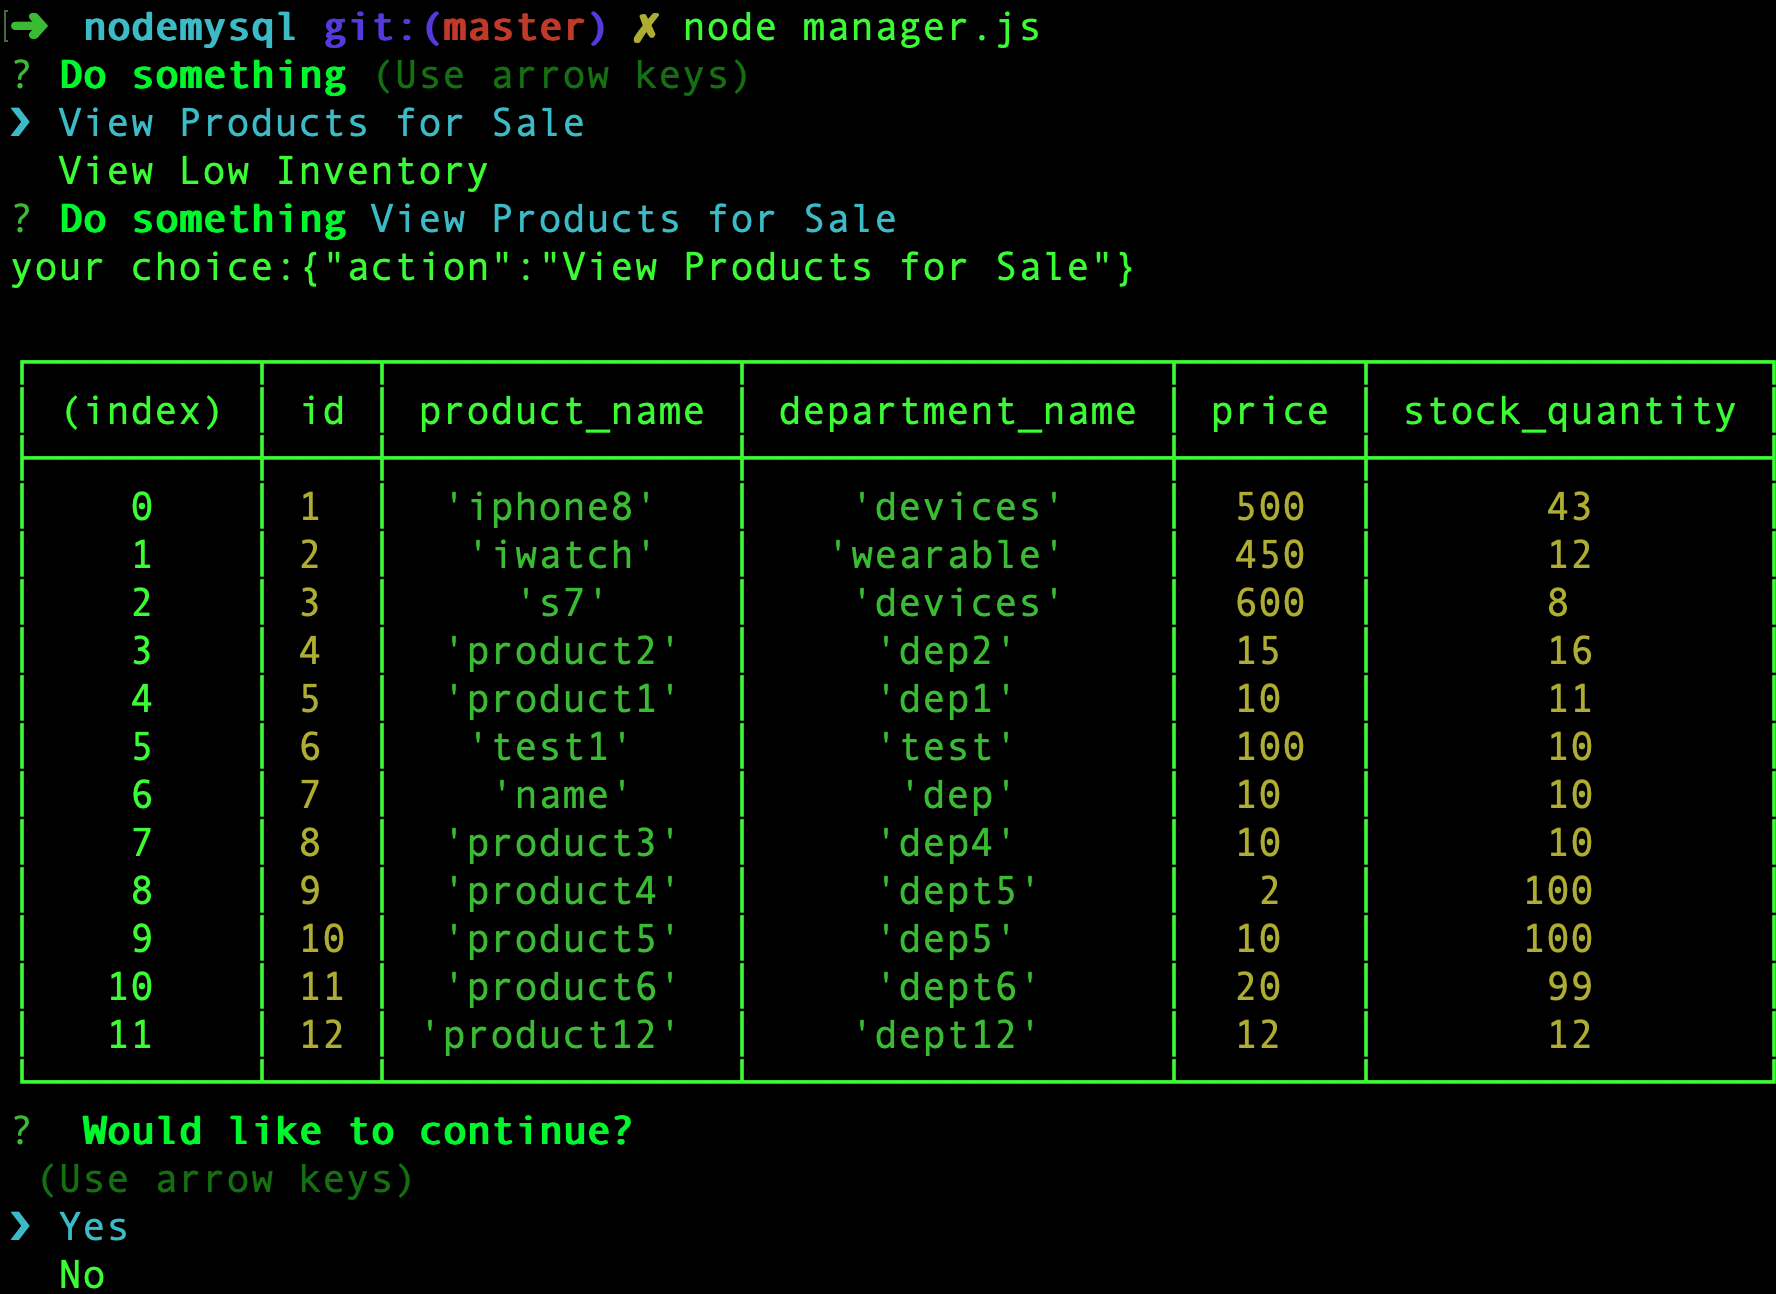 ➜ nodemysql git:(master) ✗ node manager.js
? Do something (Use arrow keys)
❯ View Products for Sale
View Low Inventory
? Do something View Products for Sale
your choice:{"action":"View Products for Sale"}
(index) id product_name department_name price stock_quantity
0 1 'iphone8' 'devices' 500 43
1 2 'iwatch' 'wearable' 450 12
2 3 's7' 'devices' 600 8
3 4 'product2' 'dep2' 15 16
4 5 'product1' 'dep1' 10 11
5 6 'test1' 'test' 100 10
6 7 'name' 'dep' 10 10
7 8 'product3' 'dep4' 10 10
8 9 'product4' 'dept5' 2 100
9 10 'product5' 'dep5' 10 100
10 11 'product6' 'dept6' 20 99
11 12 'product12' 'dept12' 12 12
? Would like to continue?
(Use arrow keys)
❯ Yes
No